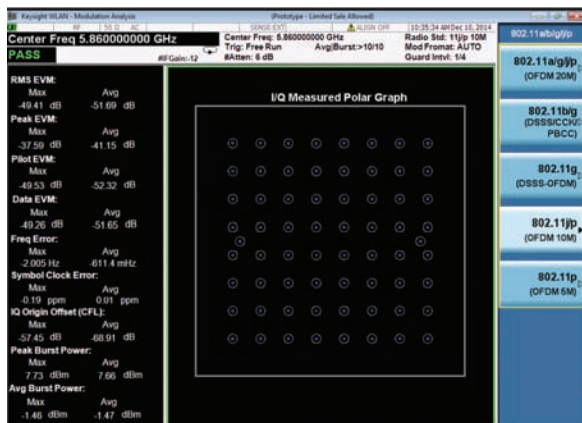 Keysight WLAN - Modulation Analysis
RF 50 Ω AC SENSE:EXT ALIGN OFF 10:35:34 AM Dec 10, 2014
(Prototype - Limited Sale Allowed)
Center Freq 5.860000000 GHz
Center Freq: 5.860000000 GHz
Radio Std: 11j/p 10M
Trig: Free Run Avg|Burst:>10/10
Mod Fromat: AUTO
PASS
#IFGain:-12
#Atten: 6 dB
Guard Intvl: 1/4
RMS EVM:
Max Avg
-49.41 dB -51.69 dB
Peak EVM:
Max Avg
-37.59 dB -41.15 dB
Pilot EVM:
Max Avg
-49.53 dB -52.32 dB
Data EVM:
Max Avg
-49.26 dB -51.65 dB
Freq Error:
Max Avg
-2.005 Hz -611.4 mHz
Symbol Clock Error:
Max Avg
-0.19 ppm 0.01 ppm
IQ Origin Offset (CFL):
Max Avg
-57.45 dB -68.91 dB
Peak Burst Power:
Max Avg
7.73 dBm 7.66 dBm
Avg Burst Power:
Max Avg
-1.46 dBm -1.47 dBm
I/Q Measured Polar Graph
802.11a/b/g/j/p
802.11a/g/j/p
(OFDM 20M)
802.11b/g
(DSSS/CCK/
PBCC)
802.11g
(DSSS-OFDM)
802.11j/p
(OFDM 10M)
802.11p
(OFDM 5M)